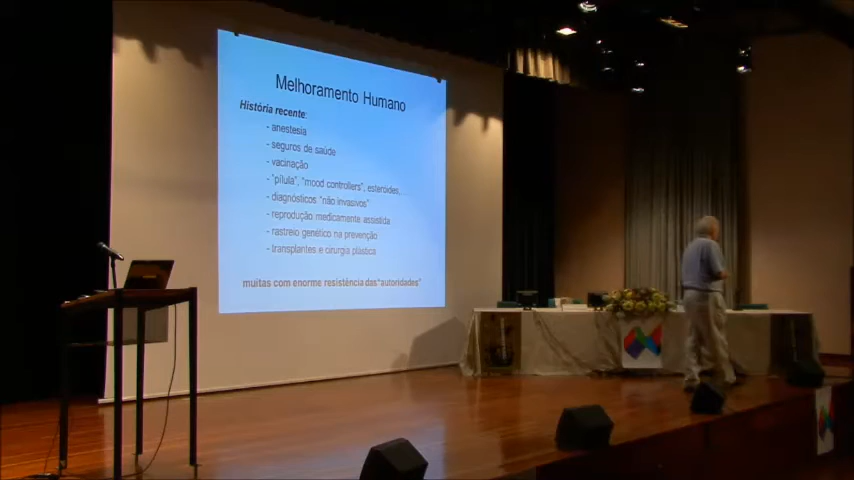 Melhoramento Humano
História recente:
- anestesia
- seguros de saúde
- vacinação
- "pílula", "mood controllers", esteroides,
- diagnósticos "não invasivos"
- reprodução medicamente assistida
- rastreio genético na prevenção
- transplantes e cirurgia plástica
muitas com enorme resistência das "autoridades"